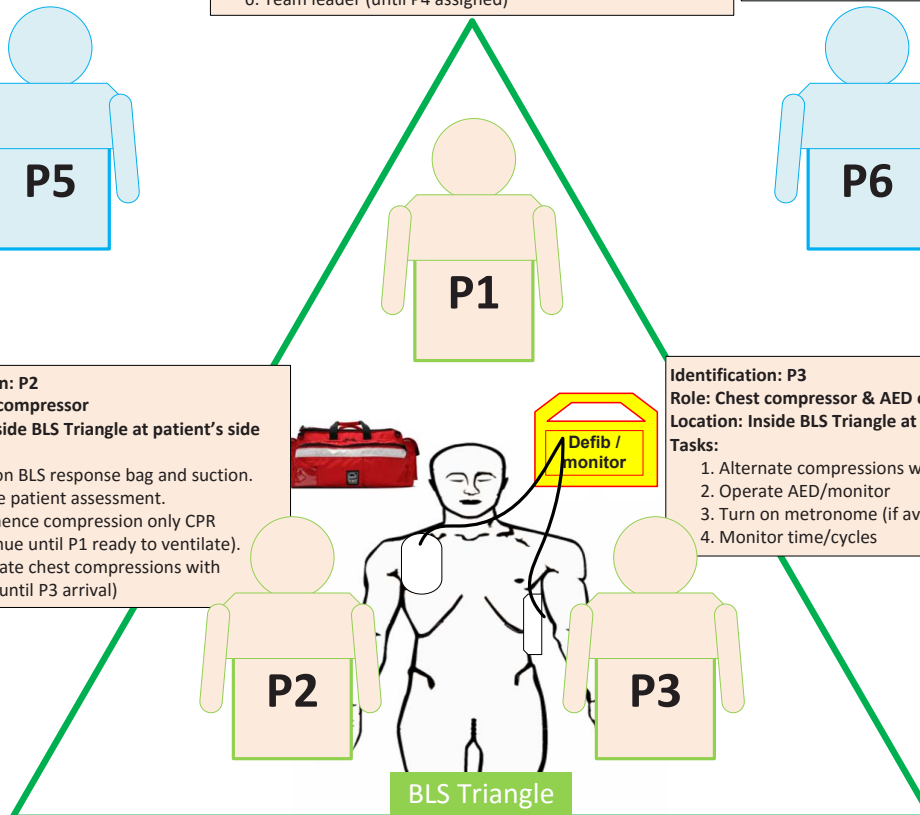 6. Team leader (until P4 assigned)
P5
P6
P1
n: P2
compressor
side BLS Triangle at patient's side
on BLS response bag and suction.
e patient assessment.
nence compression only CPR
nue until P1 ready to ventilate).
ate chest compressions with
until P3 arrival)
Defib /
monitor
Identification: P3
Role: Chest compressor & AED
Location: Inside BLS Triangle at
Tasks:
1. Alternate compressions w
2. Operate AED/monitor
3. Turn on metronome (if av
4. Monitor time/cycles
P2
P3
BLS Triangle